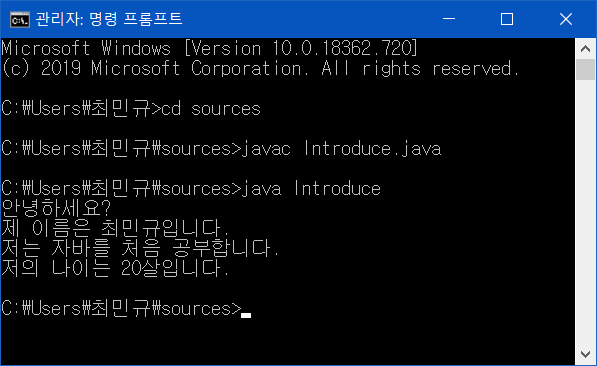 관리자: 명령 프롬프트
Microsoft Windows [Version 10.0.18362.720]
(c) 2019 Microsoft Corporation. All rights reserved.
C:₩Users₩최민규>cd sources
C:₩Users₩최민규₩sources>javac Introduce.java
C:₩Users₩최민규₩sources>java Introduce
안녕하세요?
제 이름은 최민규입니다.
저는 자바를 처음 공부합니다.
저의 나이는 20살입니다.
C:₩Users₩최민규₩sources>